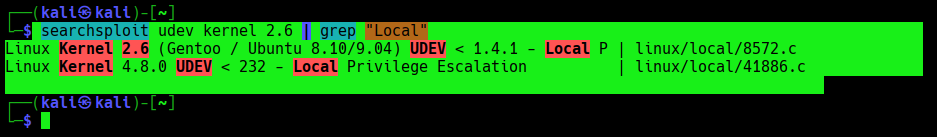 ┌──(kali㉿kali)-[~]
└─$ searchsploit udev kernel 2.6 | grep "Local"
Linux Kernel 2.6 (Gentoo / Ubuntu 8.10/9.04) UDEV < 1.4.1 - Local P | linux/local/8572.c
Linux Kernel 4.8.0 UDEV < 232 - Local Privilege Escalation          | linux/local/41886.c
┌──(kali㉿kali)-[~]
└─$